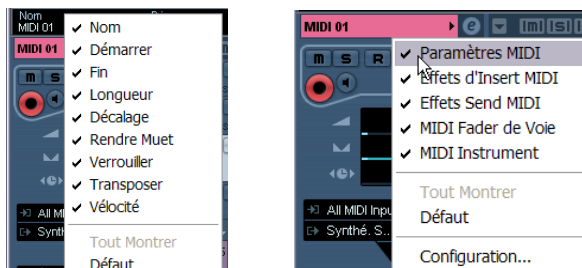 Nom
MIDI 01
MIDI 01
m S
All MI
Synth
Nom
Démarrer
Fin
Longueur
Décalage
Rendre Muet
Verrouiller
Transposer
Vélocité
Tout Montrer
Défaut
MIDI 01
e
m S R
All MIDI Inpu
Synthé. S...
Paramètres MIDI
Effets d'Insert MIDI
Effets Send MIDI
MIDI Fader de Voie
MIDI Instrument
Tout Montrer
Défaut
Configuration...